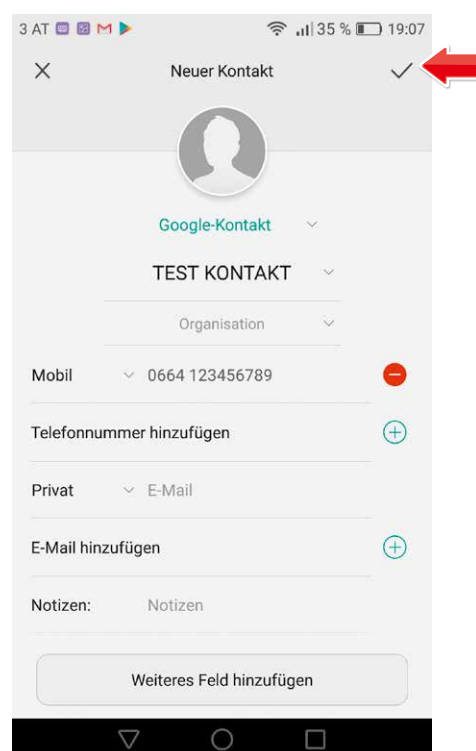 3 AT 35 % 19:07
Neuer Kontakt
Google-Kontakt
TEST KONTAKT
Organisation
Mobil 0664 123456789
Telefonnummer hinzufügen
Privat E-Mail
E-Mail hinzufügen
Notizen: Notizen
Weiteres Feld hinzufügen